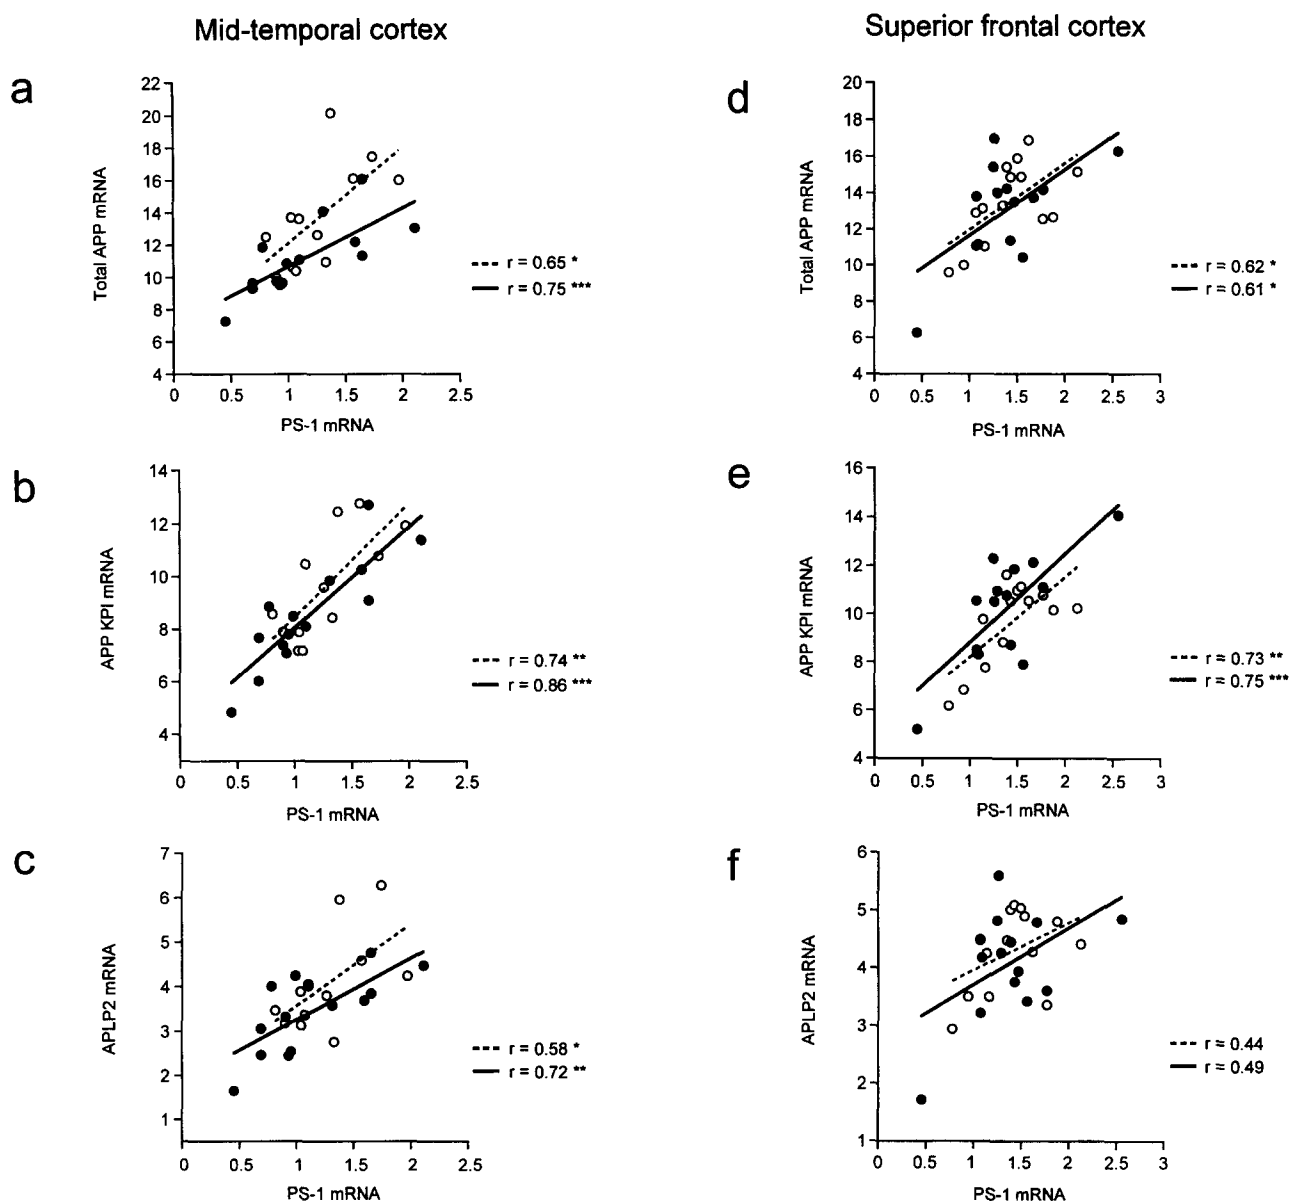 Mid-temporal cortex
Superior frontal cortex
a
22
20
18
16
14
12
10
8
6
4
Total APP mRNA
0
0.5
1
1.5
2
2.5
PS-1 mRNA
r = 0.65 *
r = 0.75 ***
d
20
18
16
14
12
10
8
6
4
Total APP mRNA
0
0.5
1
1.5
2
2.5
3
PS-1 mRNA
r = 0.62 *
r = 0.61 *
b
14
12
10
8
6
4
APP KPI mRNA
0
0.5
1
1.5
2
2.5
PS-1 mRNA
r = 0.74 **
r = 0.86 ***
e
16
14
12
10
8
6
4
APP KPI mRNA
0
0.5
1
1.5
2
2.5
3
PS-1 mRNA
r = 0.73 **
r = 0.75 ***
c
7
6
5
4
3
2
1
APLP2 mRNA
0
0.5
1
1.5
2
2.5
PS-1 mRNA
r = 0.58 *
r = 0.72 **
f
6
5
4
3
2
1
APLP2 mRNA
0
0.5
1
1.5
2
2.5
3
PS-1 mRNA
r = 0.44
r = 0.49